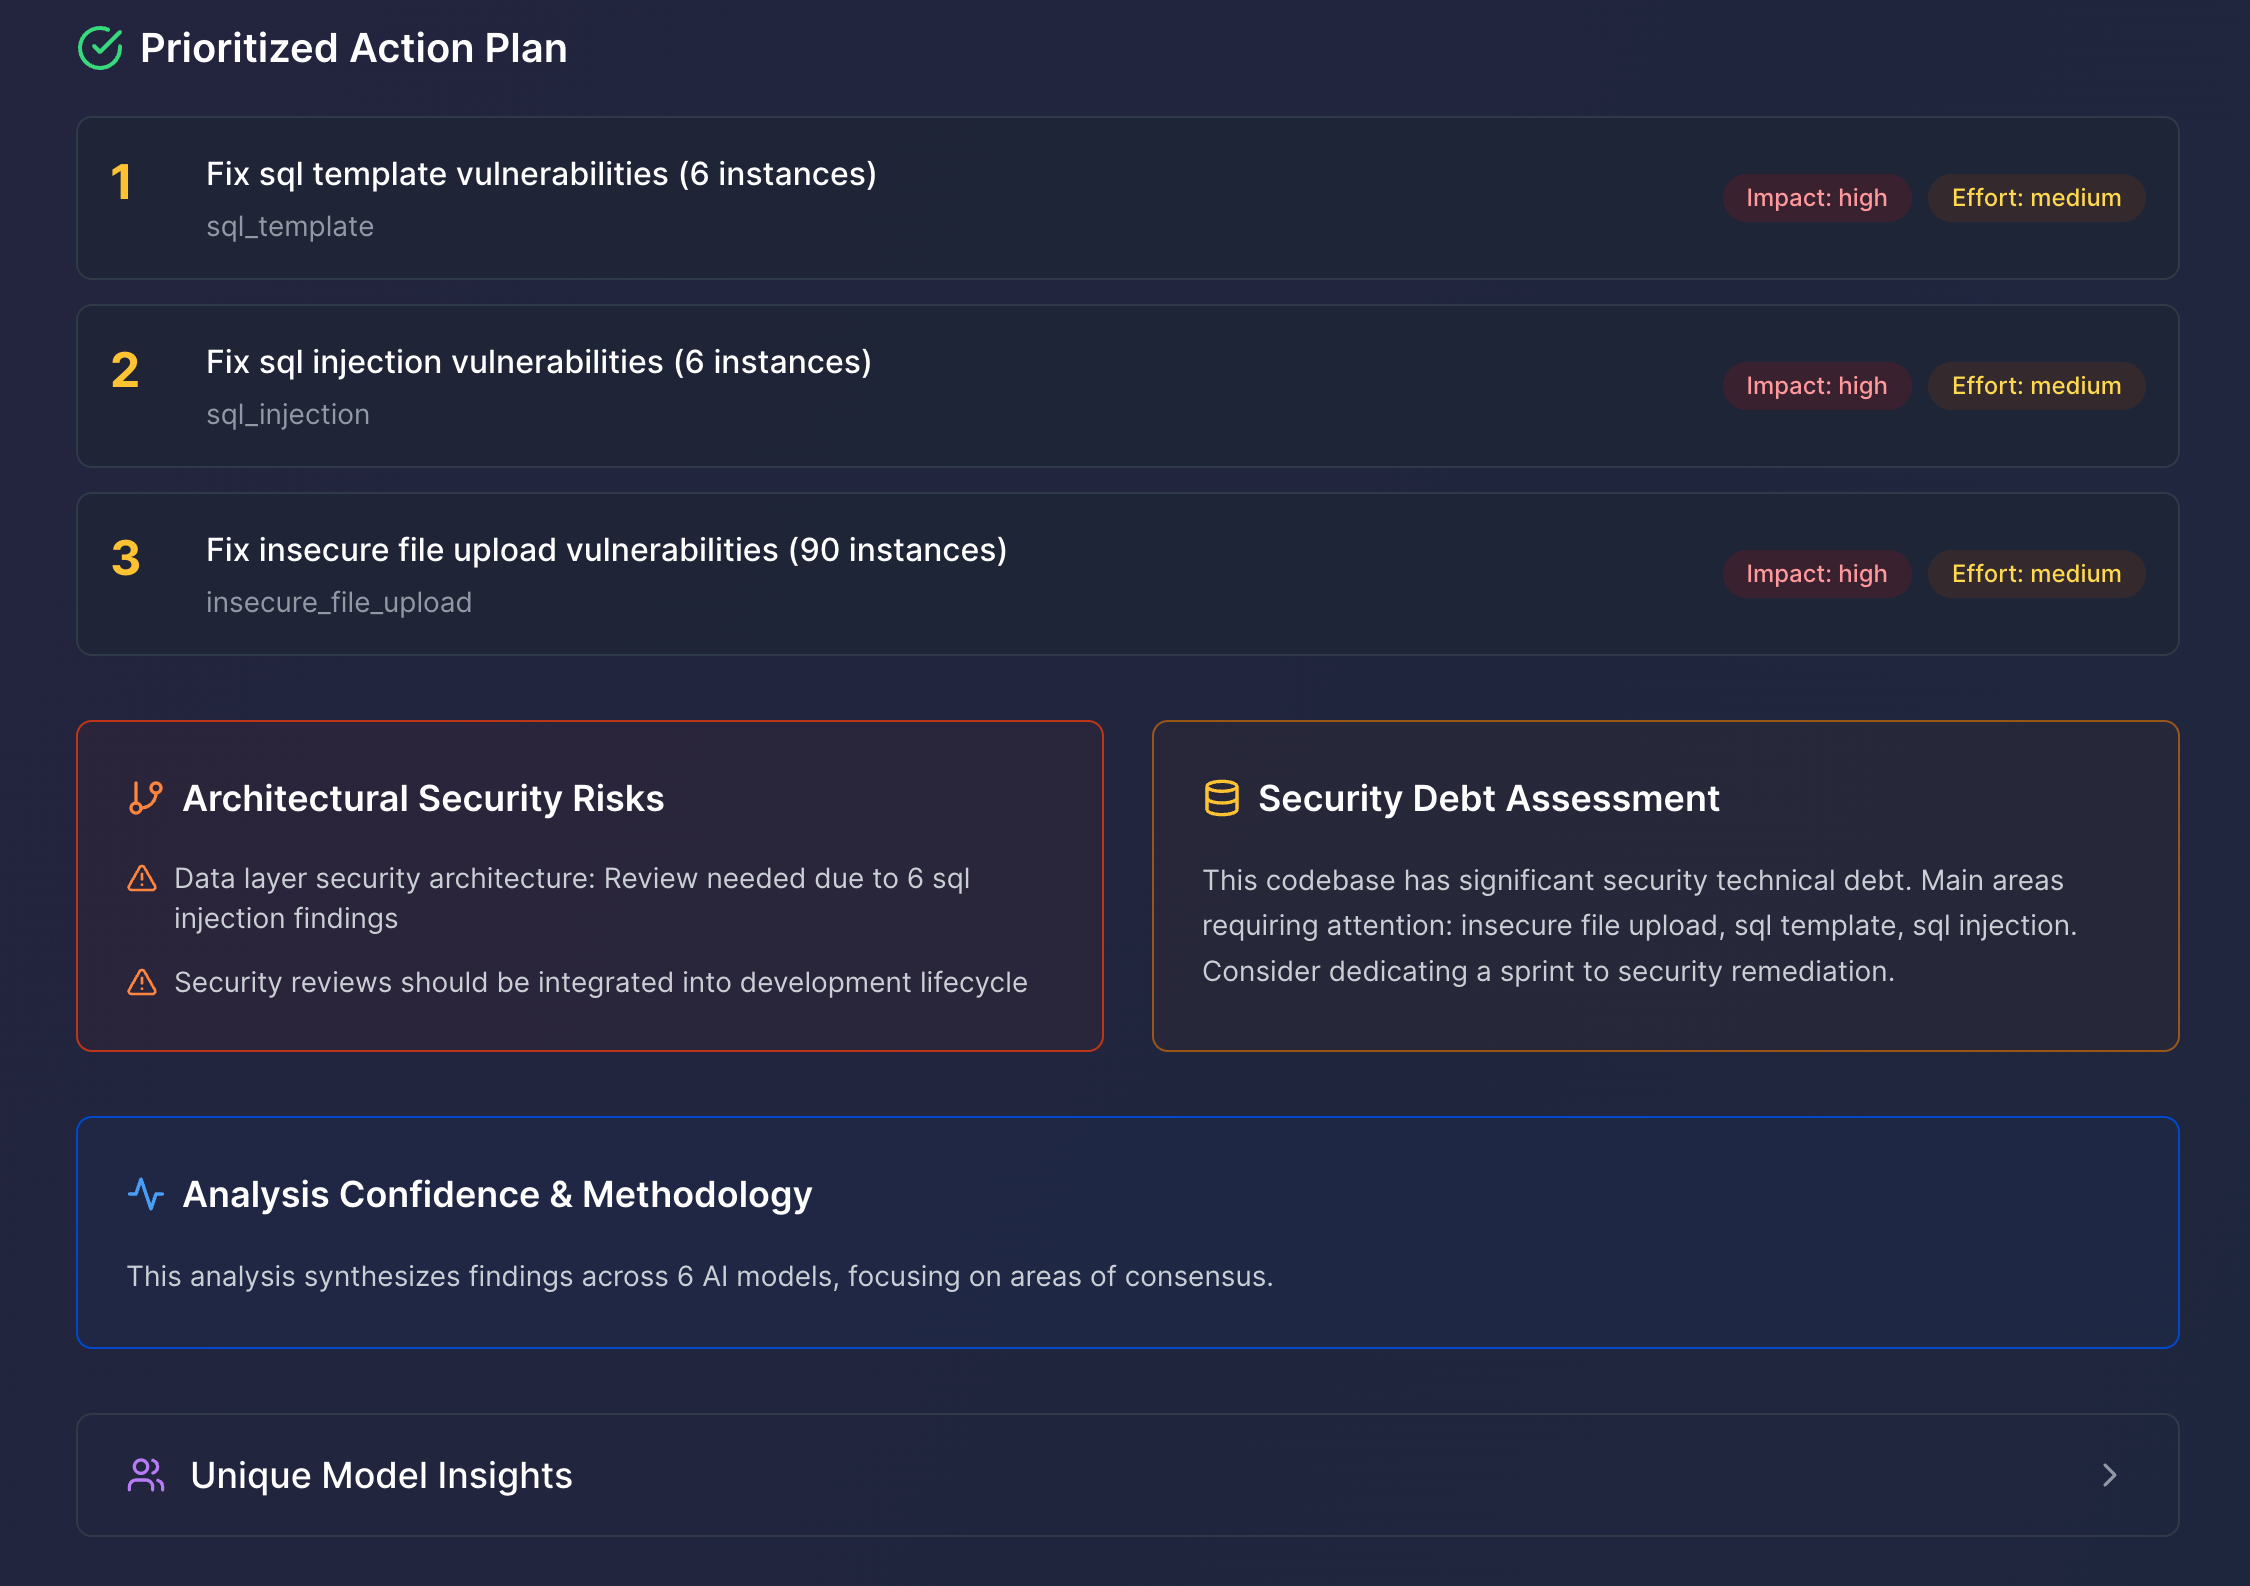 Prioritized Action Plan
1
Fix sql template vulnerabilities (6 instances)
sql_template
Impact: high
Effort: medium
2
Fix sql injection vulnerabilities (6 instances)
sql_injection
Impact: high
Effort: medium
3
Fix insecure file upload vulnerabilities (90 instances)
insecure_file_upload
Impact: high
Effort: medium
Architectural Security Risks
Data layer security architecture: Review needed due to 6 sql
injection findings
Security reviews should be integrated into development lifecycle
Security Debt Assessment
This codebase has significant security technical debt. Main areas
requiring attention: insecure file upload, sql template, sql injection.
Consider dedicating a sprint to security remediation.
Analysis Confidence & Methodology
This analysis synthesizes findings across 6 AI models, focusing on areas of consensus.
Unique Model Insights